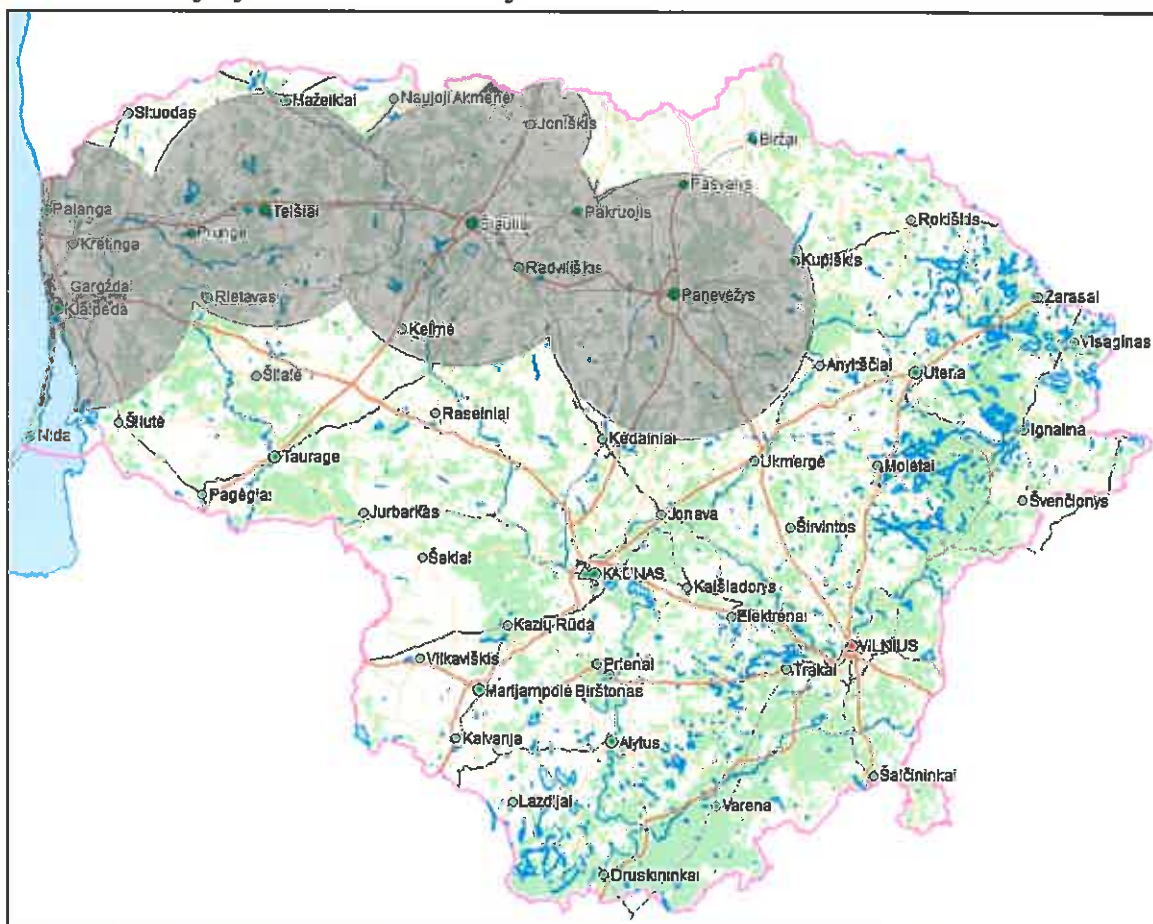 Mažeikiai
Naujoji Akmenė
Skuodas
Joniškis
Biržai
Pasvalys
Palanga
Telšiai
Pakruojis
Rokiškis
Plungė
Šiauliai
Kretinga
Kupiškis
Radviliškis
Gargždai
Rietavas
Panevėžys
Zarasai
Klaipėda
Kelmė
Visaginas
Anykščiai
Utena
Šilalė
Raseiniai
Šilutė
Nida
Kėdainiai
Ignalina
Tauragė
Ukmergė
Molėtai
Pagėgiai
Švenčionys
Jurbarkas
Jonava
Širvintos
Šakiai
KAUNAS
Kaišiadorys
Elektrėnai
Kazlų Rūda
VILNIUS
Vilkaviškis
Prienai
Trakai
Marijampolė Birštonas
Kalvarija
Alytus
Šalčininkai
Lazdijai
Varėna
Druskininkai